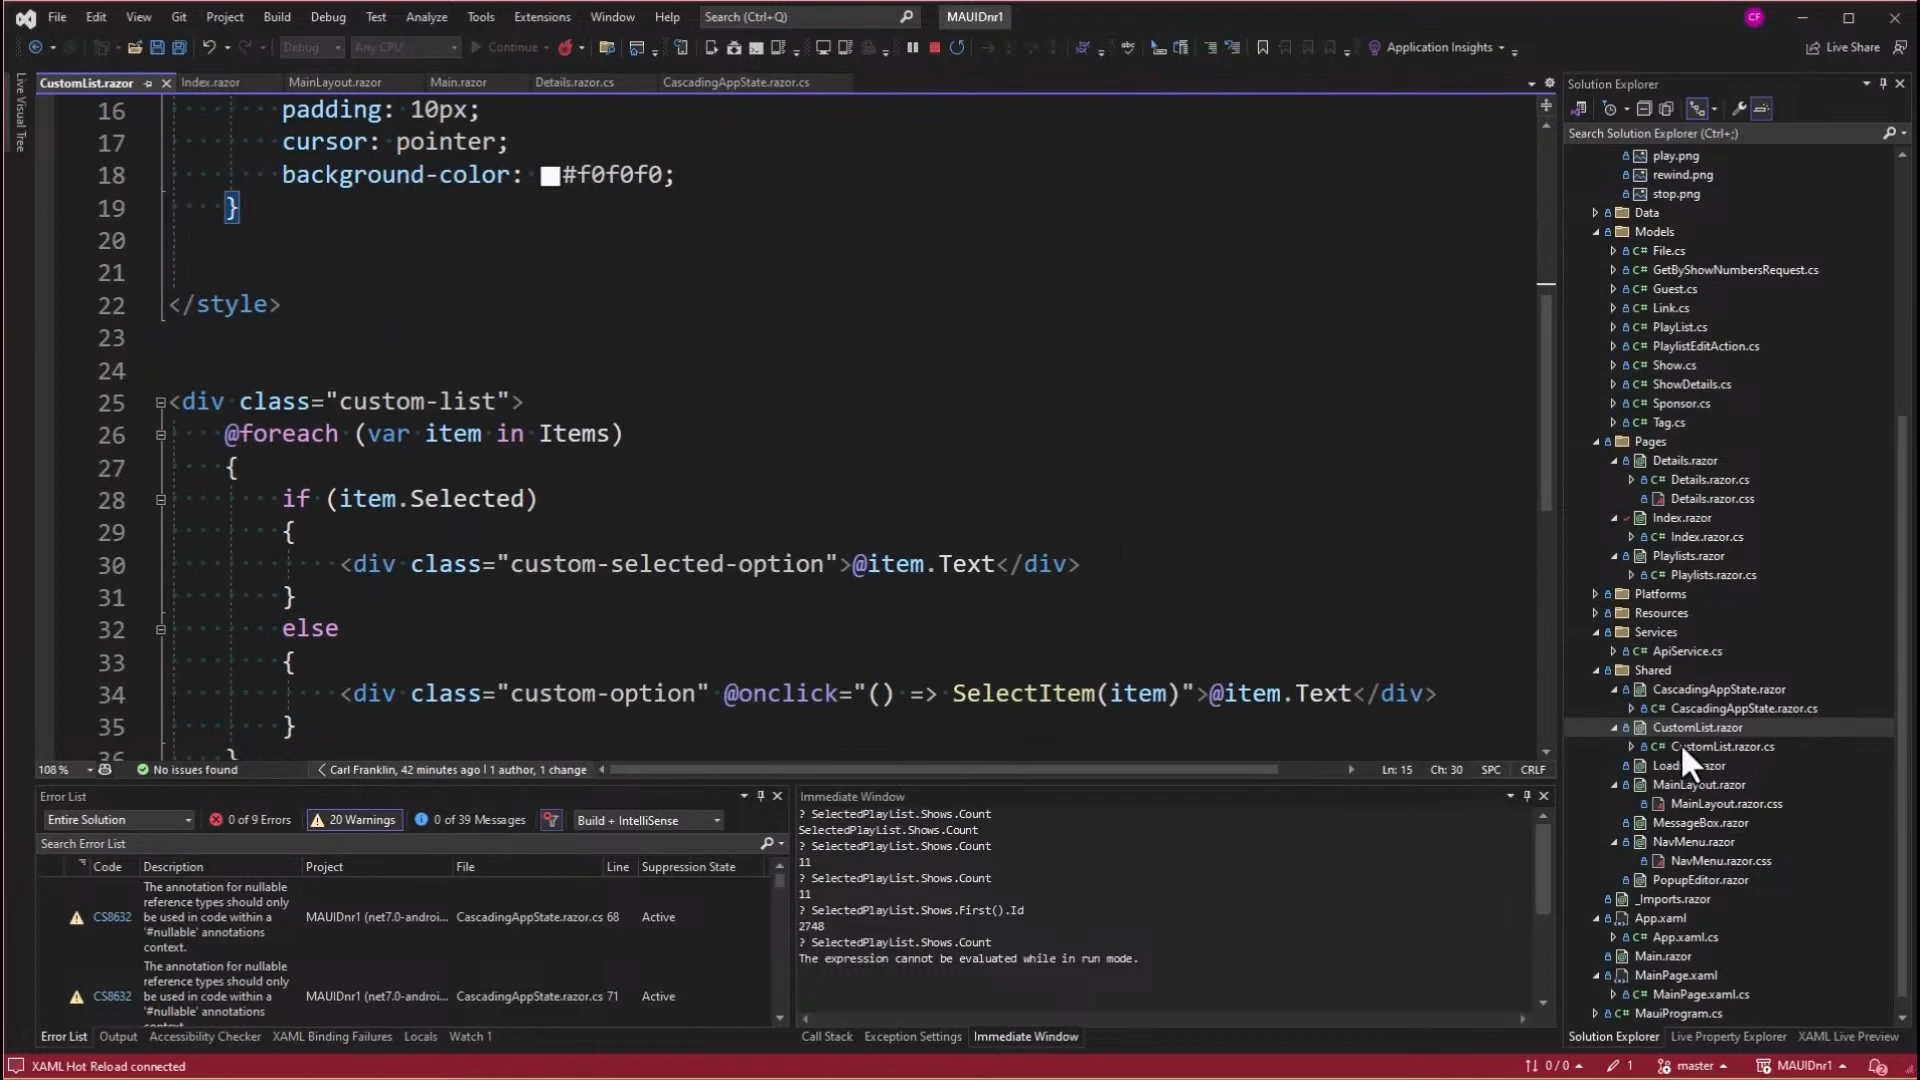 File Edit View Git Project Build Debug Test Analyze Tools Extensions Window Help Search (Ctrl+Q) MAUIDnr1 CF
Debug Any CPU Continue Application Insights Live Share
Live Visual Tree
CustomList.razor Index.razor MainLayout.razor Main.razor Details.razor.cs CascadingAppState.razor.cs
16 padding: 10px;
17 cursor: pointer;
18 background-color: #f0f0f0;
19 }
20
21
22 </style>
23
24
25 <div class="custom-list">
26 @foreach (var item in Items)
27 {
28 if (item.Selected)
29 {
30 <div class="custom-selected-option">@item.Text</div>
31 }
32 else
33 {
34 <div class="custom-option" @onclick="() => SelectItem(item)">@item.Text</div>
35 }
36 }
108 % No issues found Carl Franklin, 42 minutes ago | 1 author, 1 change Ln: 15 Ch: 30 SPC CRLF
Error List
Entire Solution 0 of 9 Errors 20 Warnings 0 of 39 Messages Build + IntelliSense
Search Error List
Code Description Project File Line Suppression State
CS8632 The annotation for nullable reference types should only be used in code within a '#nullable' annotations context. MAUIDnr1 (net7.0-androi... CascadingAppState.razor.cs 68 Active
CS8632 The annotation for nullable reference types should only be used in code within a '#nullable' annotations context. MAUIDnr1 (net7.0-androi... CascadingAppState.razor.cs 71 Active
Error List Output Accessibility Checker XAML Binding Failures Locals Watch 1
Immediate Window
? SelectedPlayList.Shows.Count
SelectedPlayList.Shows.Count
? SelectedPlayList.Shows.Count
11
? SelectedPlayList.Shows.Count
11
? SelectedPlayList.Shows.First().Id
2748
? SelectedPlayList.Shows.Count
The expression cannot be evaluated while in run mode.
Call Stack Exception Settings Immediate Window
Solution Explorer
Search Solution Explorer (Ctrl+;)
play.png
rewind.png
stop.png
Data
Models
C# File.cs
C# GetByShowNumbersRequest.cs
C# Guest.cs
C# Link.cs
C# PlayList.cs
C# PlaylistEditAction.cs
C# Show.cs
C# ShowDetails.cs
C# Sponsor.cs
C# Tag.cs
Pages
Details.razor
C# Details.razor.cs
Details.razor.css
Index.razor
C# Index.razor.cs
Playlists.razor
C# Playlists.razor.cs
Platforms
Resources
Services
C# ApiService.cs
Shared
CascadingAppState.razor
C# CascadingAppState.razor.cs
CustomList.razor
C# CustomList.razor.cs
MainLayout.razor
MainLayout.razor.css
MessageBox.razor
NavMenu.razor
NavMenu.razor.css
PopupEditor.razor
_Imports.razor
App.xaml
C# App.xaml.cs
Main.razor
MainPage.xaml
C# MainPage.xaml.cs
C# MauiProgram.cs
Solution Explorer Live Property Explorer XAML Live Preview
XAML Hot Reload connected 0 / 0 1 master MAUIDnr1 2